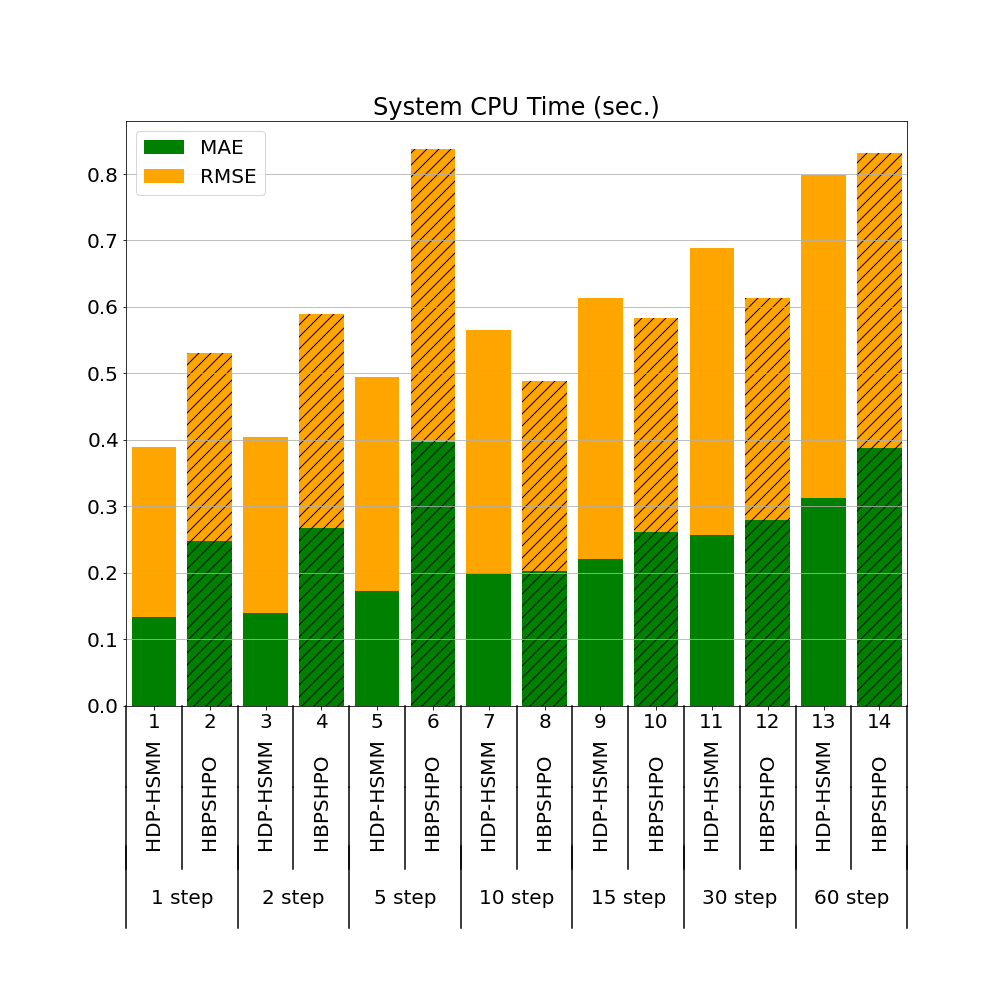 System CPU Time (sec.)
MAE
RMSE
0.8
0.7
0.6
0.5
0.4
0.3
0.2
0.1
0.0
1 2 3 4 5 6 7 8 9 10 11 12 13 14
HDP-HSMM HBPSHPO HDP-HSMM HBPSHPO HDP-HSMM HBPSHPO HDP-HSMM HBPSHPO HDP-HSMM HBPSHPO HDP-HSMM HBPSHPO HDP-HSMM HBPSHPO
1 step 2 step 5 step 10 step 15 step 30 step 60 step